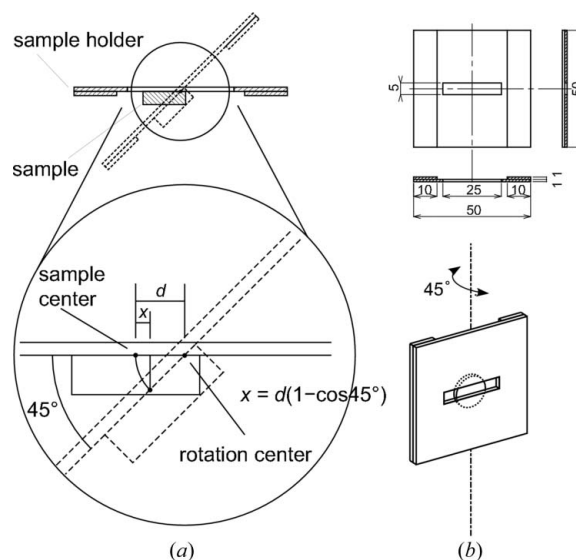 sample holder
sample
sample
center
d
x
45°
x = d(1−cos45°)
rotation center
(a)
5
50
1 1
10
25
10
50
45°
(b)